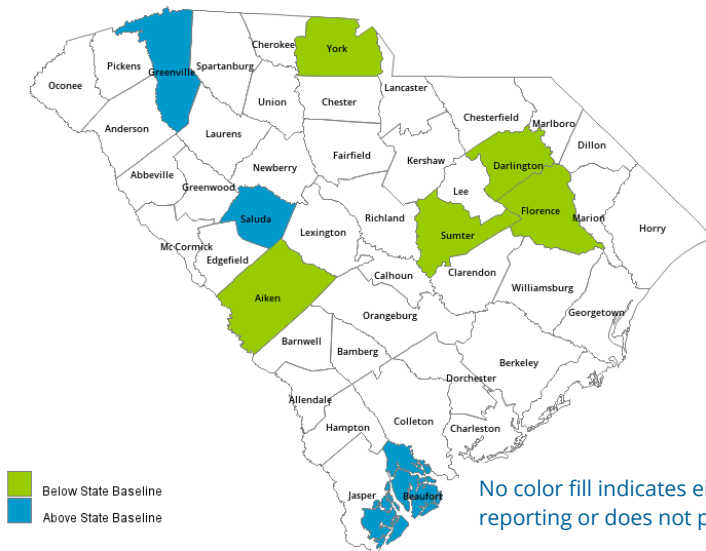 Cherokee
York
Pickens
Greenville
Spartanburg
Oconee
Union
Chester
Lancaster
Chesterfield
Marlboro
Anderson
Laurens
Dillon
Fairfield
Kershaw
Darlington
Abbeville
Newberry
Greenwood
Lee
Saluda
Richland
Florence
Marion
Horry
Lexington
Sumter
Mc Cormick
Edgefield
Calhoun
Clarendon
Williamsburg
Aiken
Orangeburg
Georgetown
Barnwell
Bamberg
Berkeley
Dorchester
Allendale
Colleton
Hampton
Charleston
Jasper
Beaufort
Below State Baseline
Above State Baseline
No color fill indicates
reporting or does not